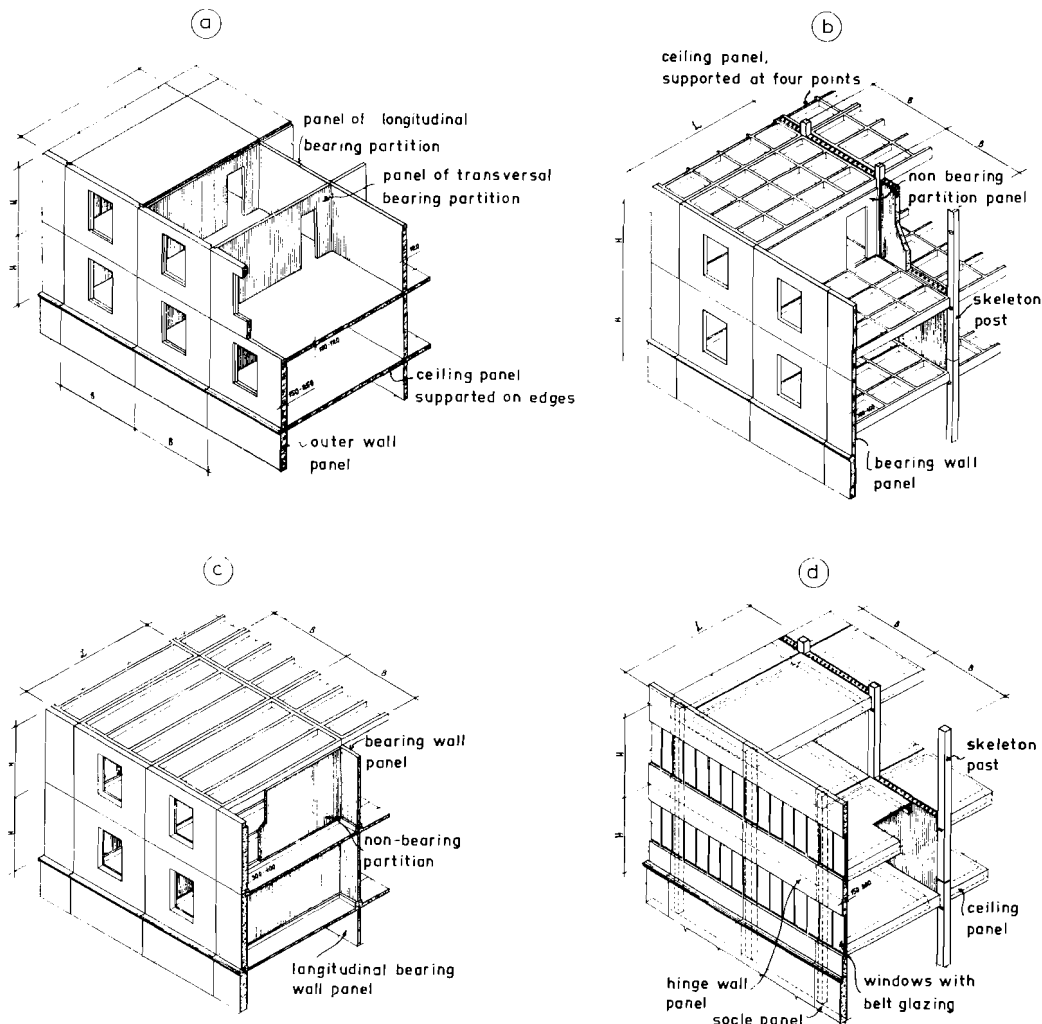 a
panel of longitudinal
bearing partition
panel of transversal
bearing partition
ceiling panel
supported on edges
outer wall
panel
B
B
H
H
b
ceiling panel,
supported at four points
non bearing
partition panel
skeleton
post
bearing wall
panel
L
B
B
H
H
c
bearing wall
panel
non-bearing
partition
langitudinal bearing
wall panel
L
B
B
H
H
d
skeleton
past
ceiling
panel
hinge wall
panel
socle panel
windows with
belt glazing
L
B
B
H
H